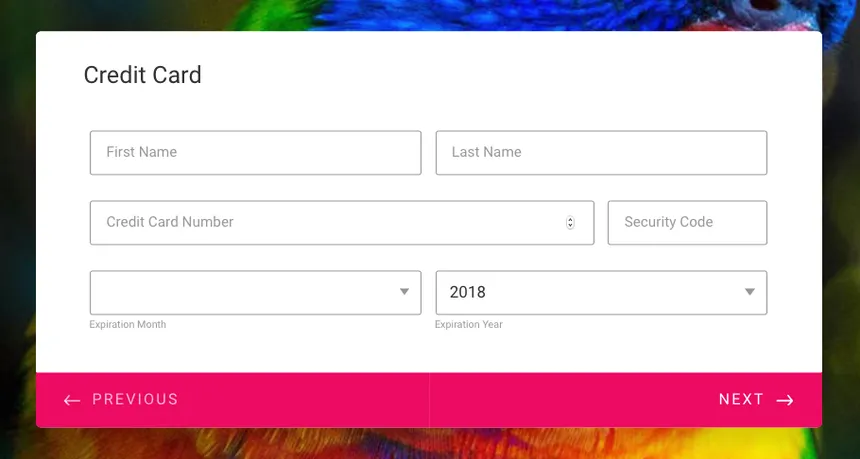 Credit Card
First Name
Last Name
Credit Card Number
Security Code
2018
Expiration Month
Expiration Year
PREVIOUS
NEXT